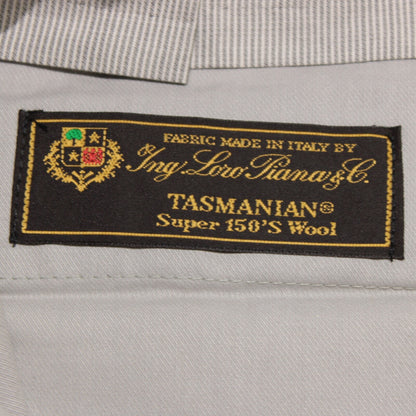 FABRIC MADE IN ITALY BY
Ing Loro Piana & C.
TASMANIAN®
Super 150'S Wool